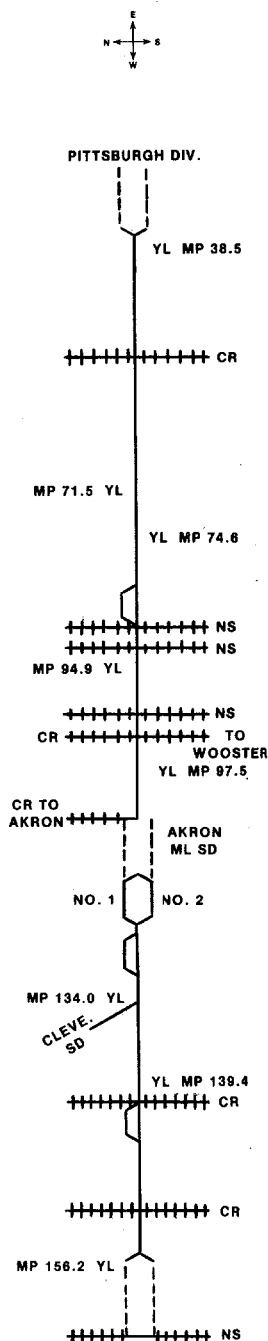 E
N S
W
PITTSBURGH DIV.
YL MP 38.5
CR
MP 71.5 YL
YL MP 74.6
NS
NS
MP 94.9 YL
NS
CR TO
WOOSTER
YL MP 97.5
CR TO
AKRON
AKRON
ML SD
NO. 1 NO. 2
MP 134.0 YL
CLEVE.
SD
YL MP 139.4
CR
CR
MP 156.2 YL
NS